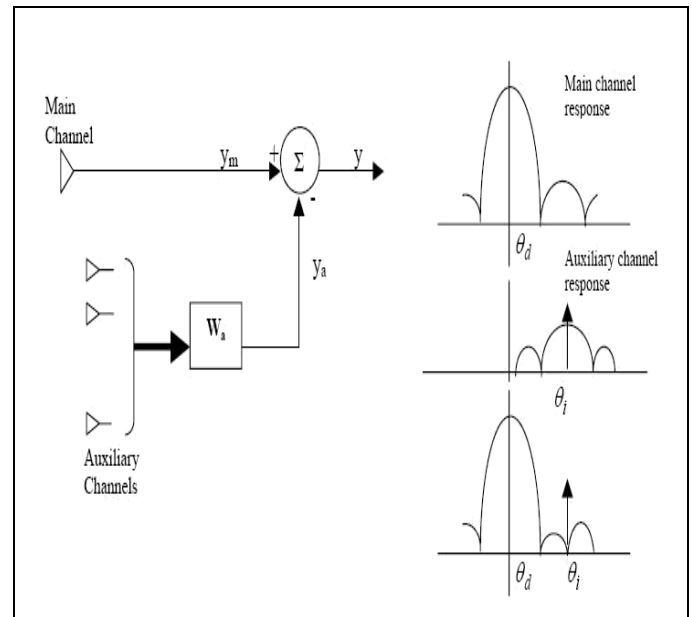 Main
Channel
y_m
+
Σ
y
-
y_a
W_a
Auxiliary
Channels
Main channel
response
θ_d
Auxiliary channel
response
θ_i
θ_d θ_i